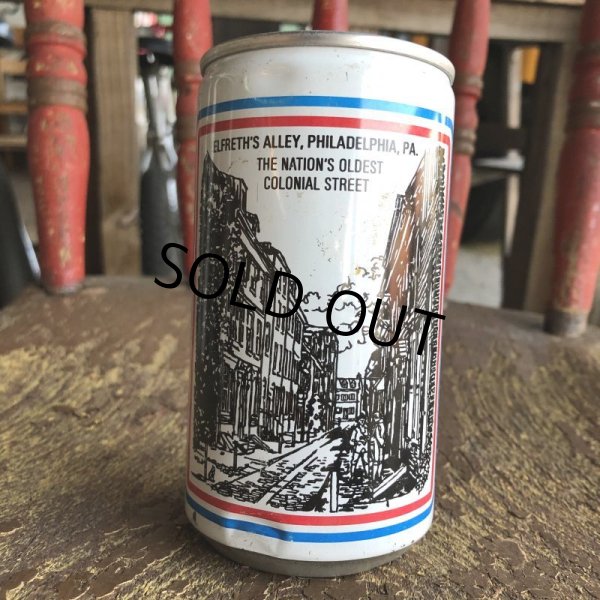 ELFRETH'S ALLEY, PHILADELPHIA, PA.
THE NATION'S OLDEST
COLONIAL STREET
SOLD OUT